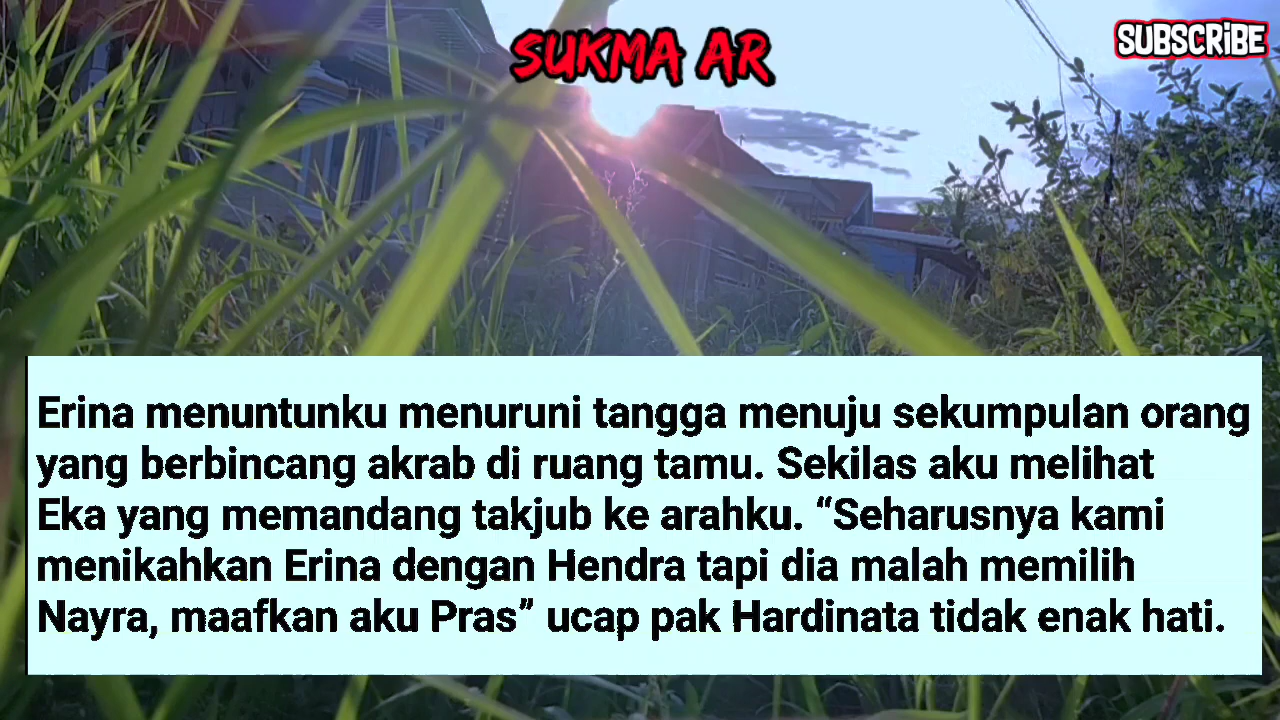 SUKMA AR
SUBSCRiBE
Erina menuntunku menuruni tangga menuju sekumpulan orang
yang berbincang akrab di ruang tamu. Sekilas aku melihat
Eka yang memandang takjub ke arahku. “Seharusnya kami
menikahkan Erina dengan Hendra tapi dia malah memilih
Nayra, maafkan aku Pras” ucap pak Hardinata tidak enak hati.